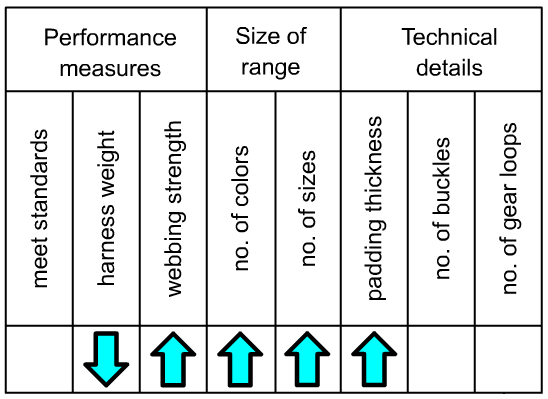 Performance
measures
Size of
range
Technical
details
meet standards
harness weight
webbing strength
no. of colors
no. of sizes
padding thickness
no. of buckles
no. of gear loops